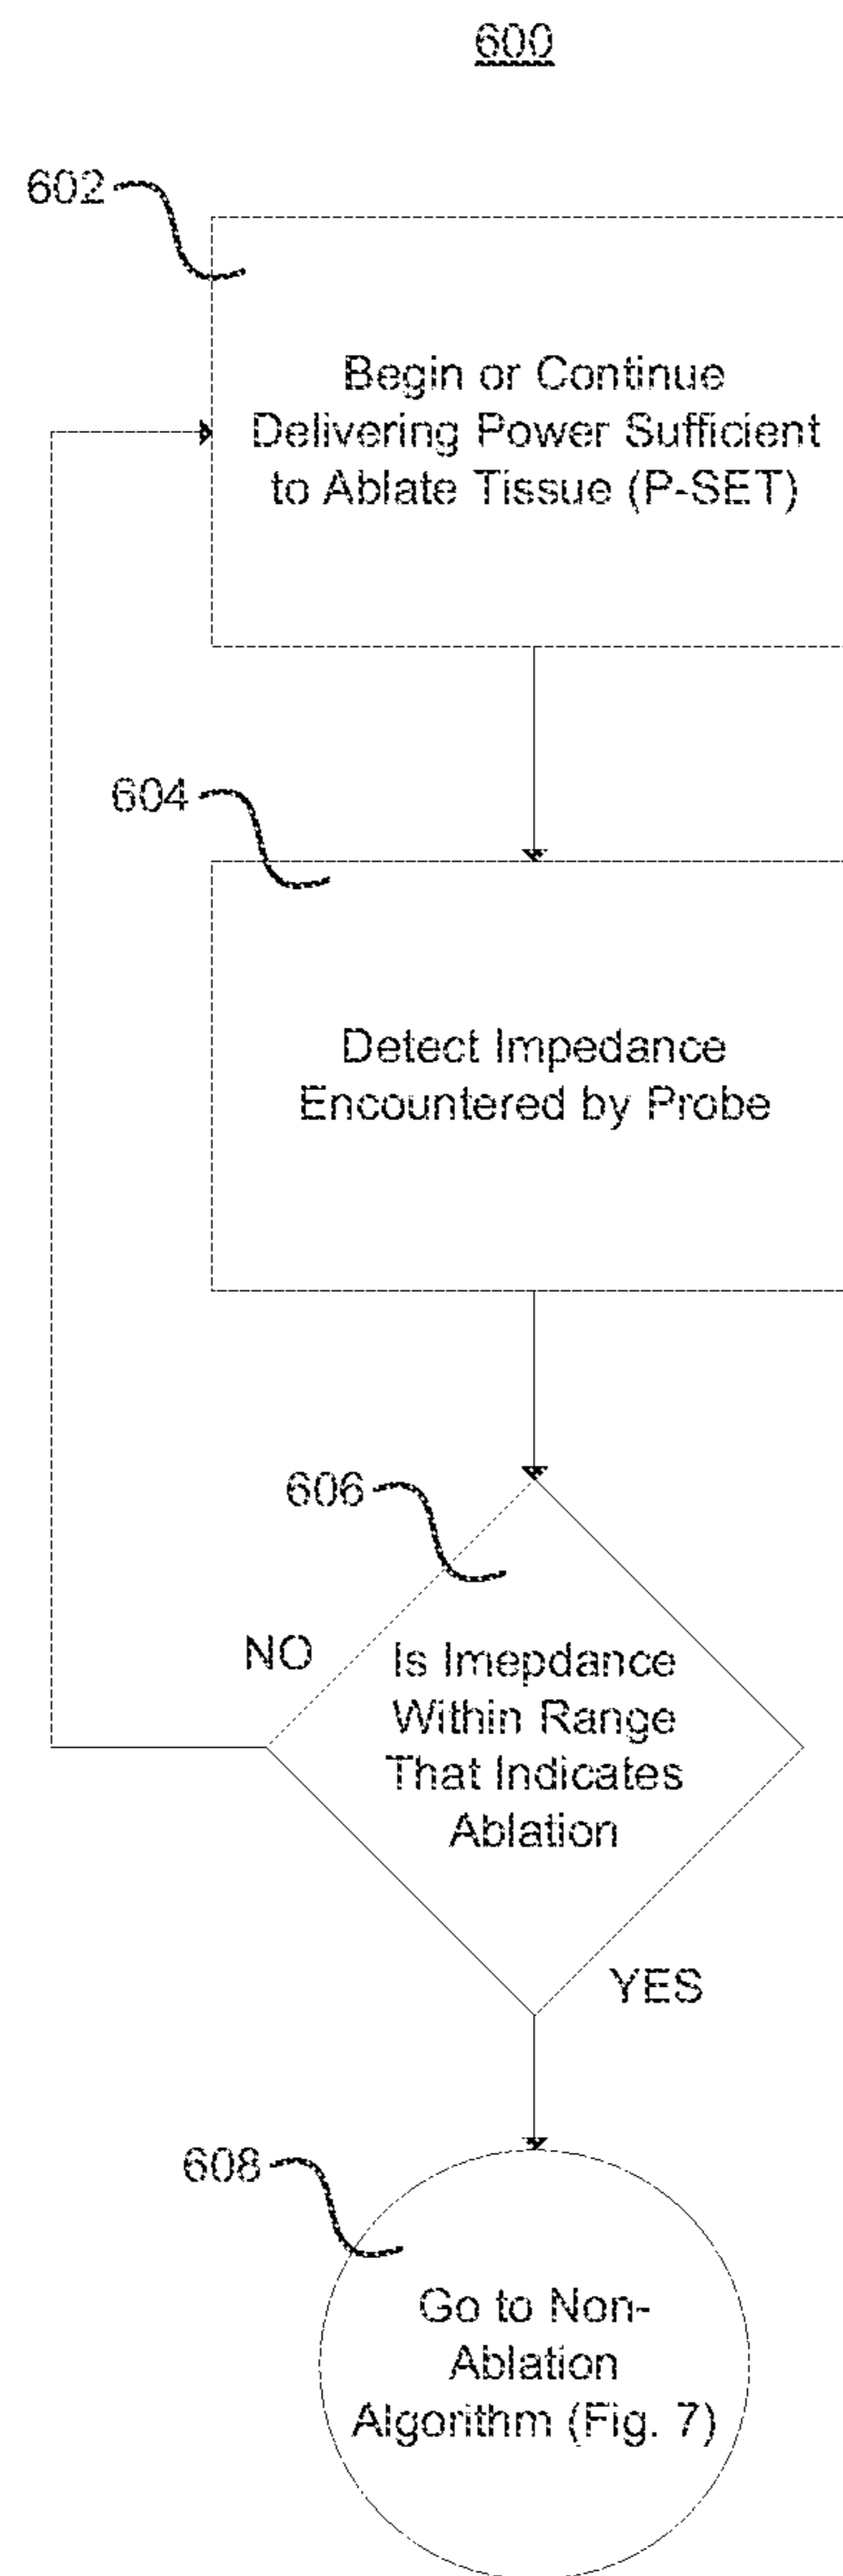 600
602
Begin or Continue
Delivering Power Sufficient
to Ablate Tissue (P-SET)
604
Detect Impedance
Encountered by Probe
606
NO
Is Imepdance
Within Range
That Indicates
Ablation
YES
608
Go to Non-
Ablation
Algorithm (Fig. 7)